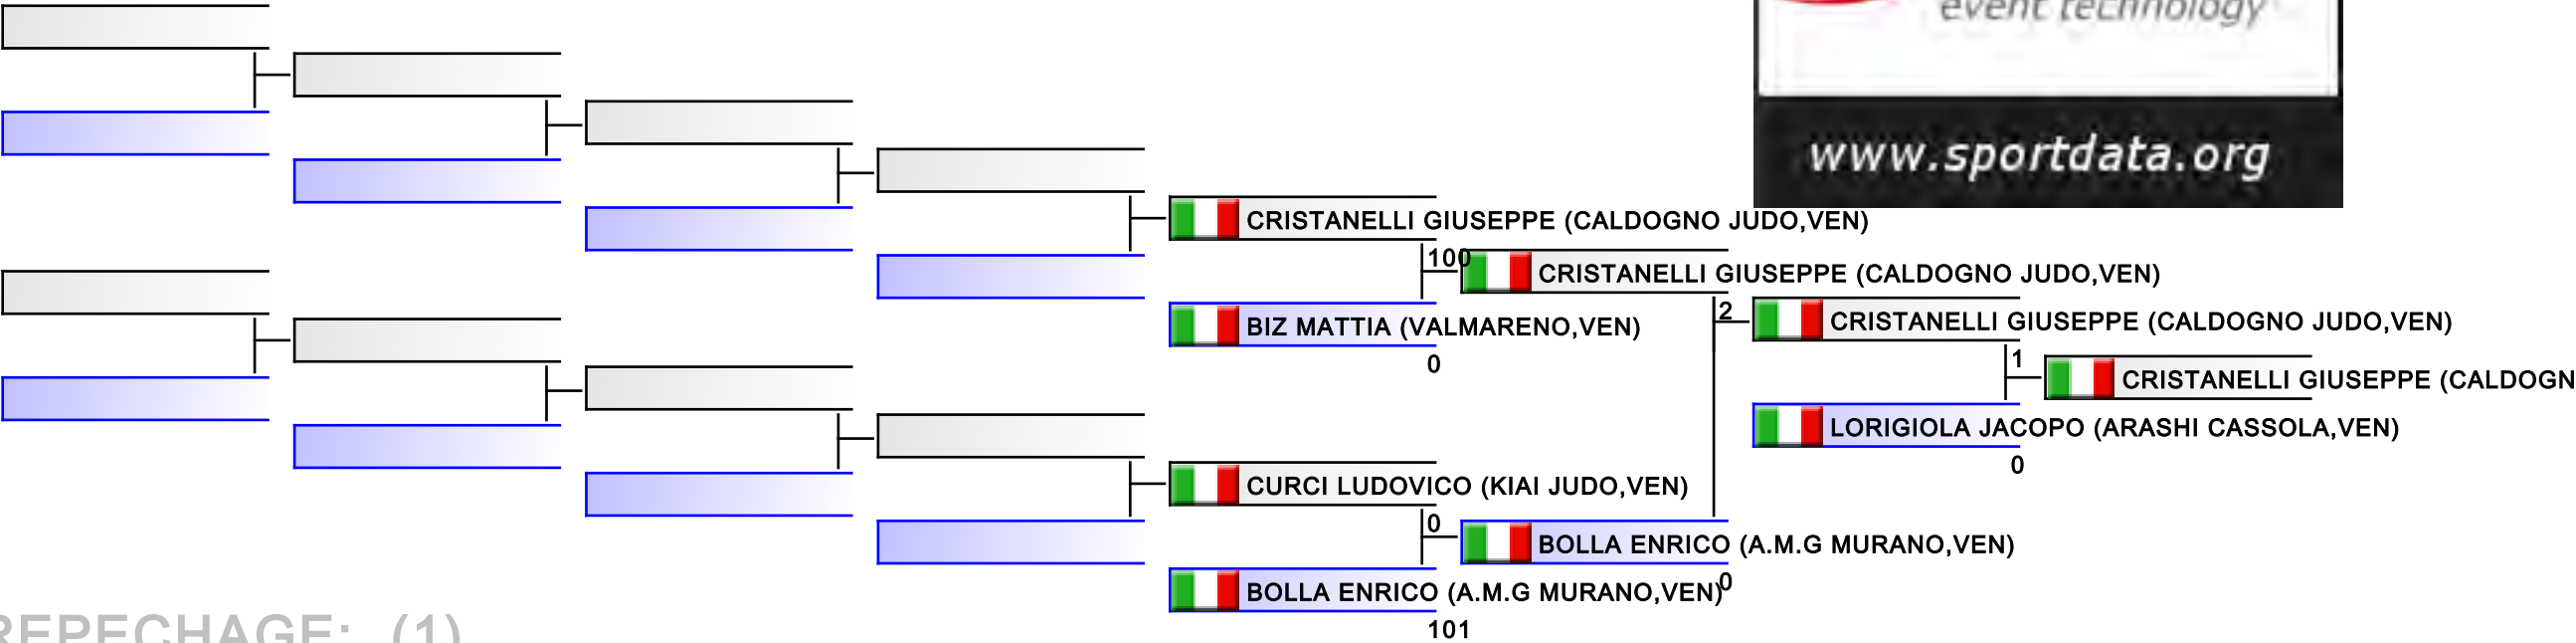 event technology
www.sportdata.org
CRISTANELLI GIUSEPPE (CALDOGNO JUDO,VEN)
100
CRISTANELLI GIUSEPPE (CALDOGNO JUDO,VEN)
2
CRISTANELLI GIUSEPPE (CALDOGNO JUDO,VEN)
BIZ MATTIA (VALMARENO,VEN)
0
1
CRISTANELLI GIUSEPPE (CALDOGN
LORIGIOLA JACOPO (ARASHI CASSOLA,VEN)
0
CURCI LUDOVICO (KIAI JUDO,VEN)
0
BOLLA ENRICO (A.M.G MURANO,VEN)
0
BOLLA ENRICO (A.M.G MURANO,VEN)
101
REPECHAGE: (1)